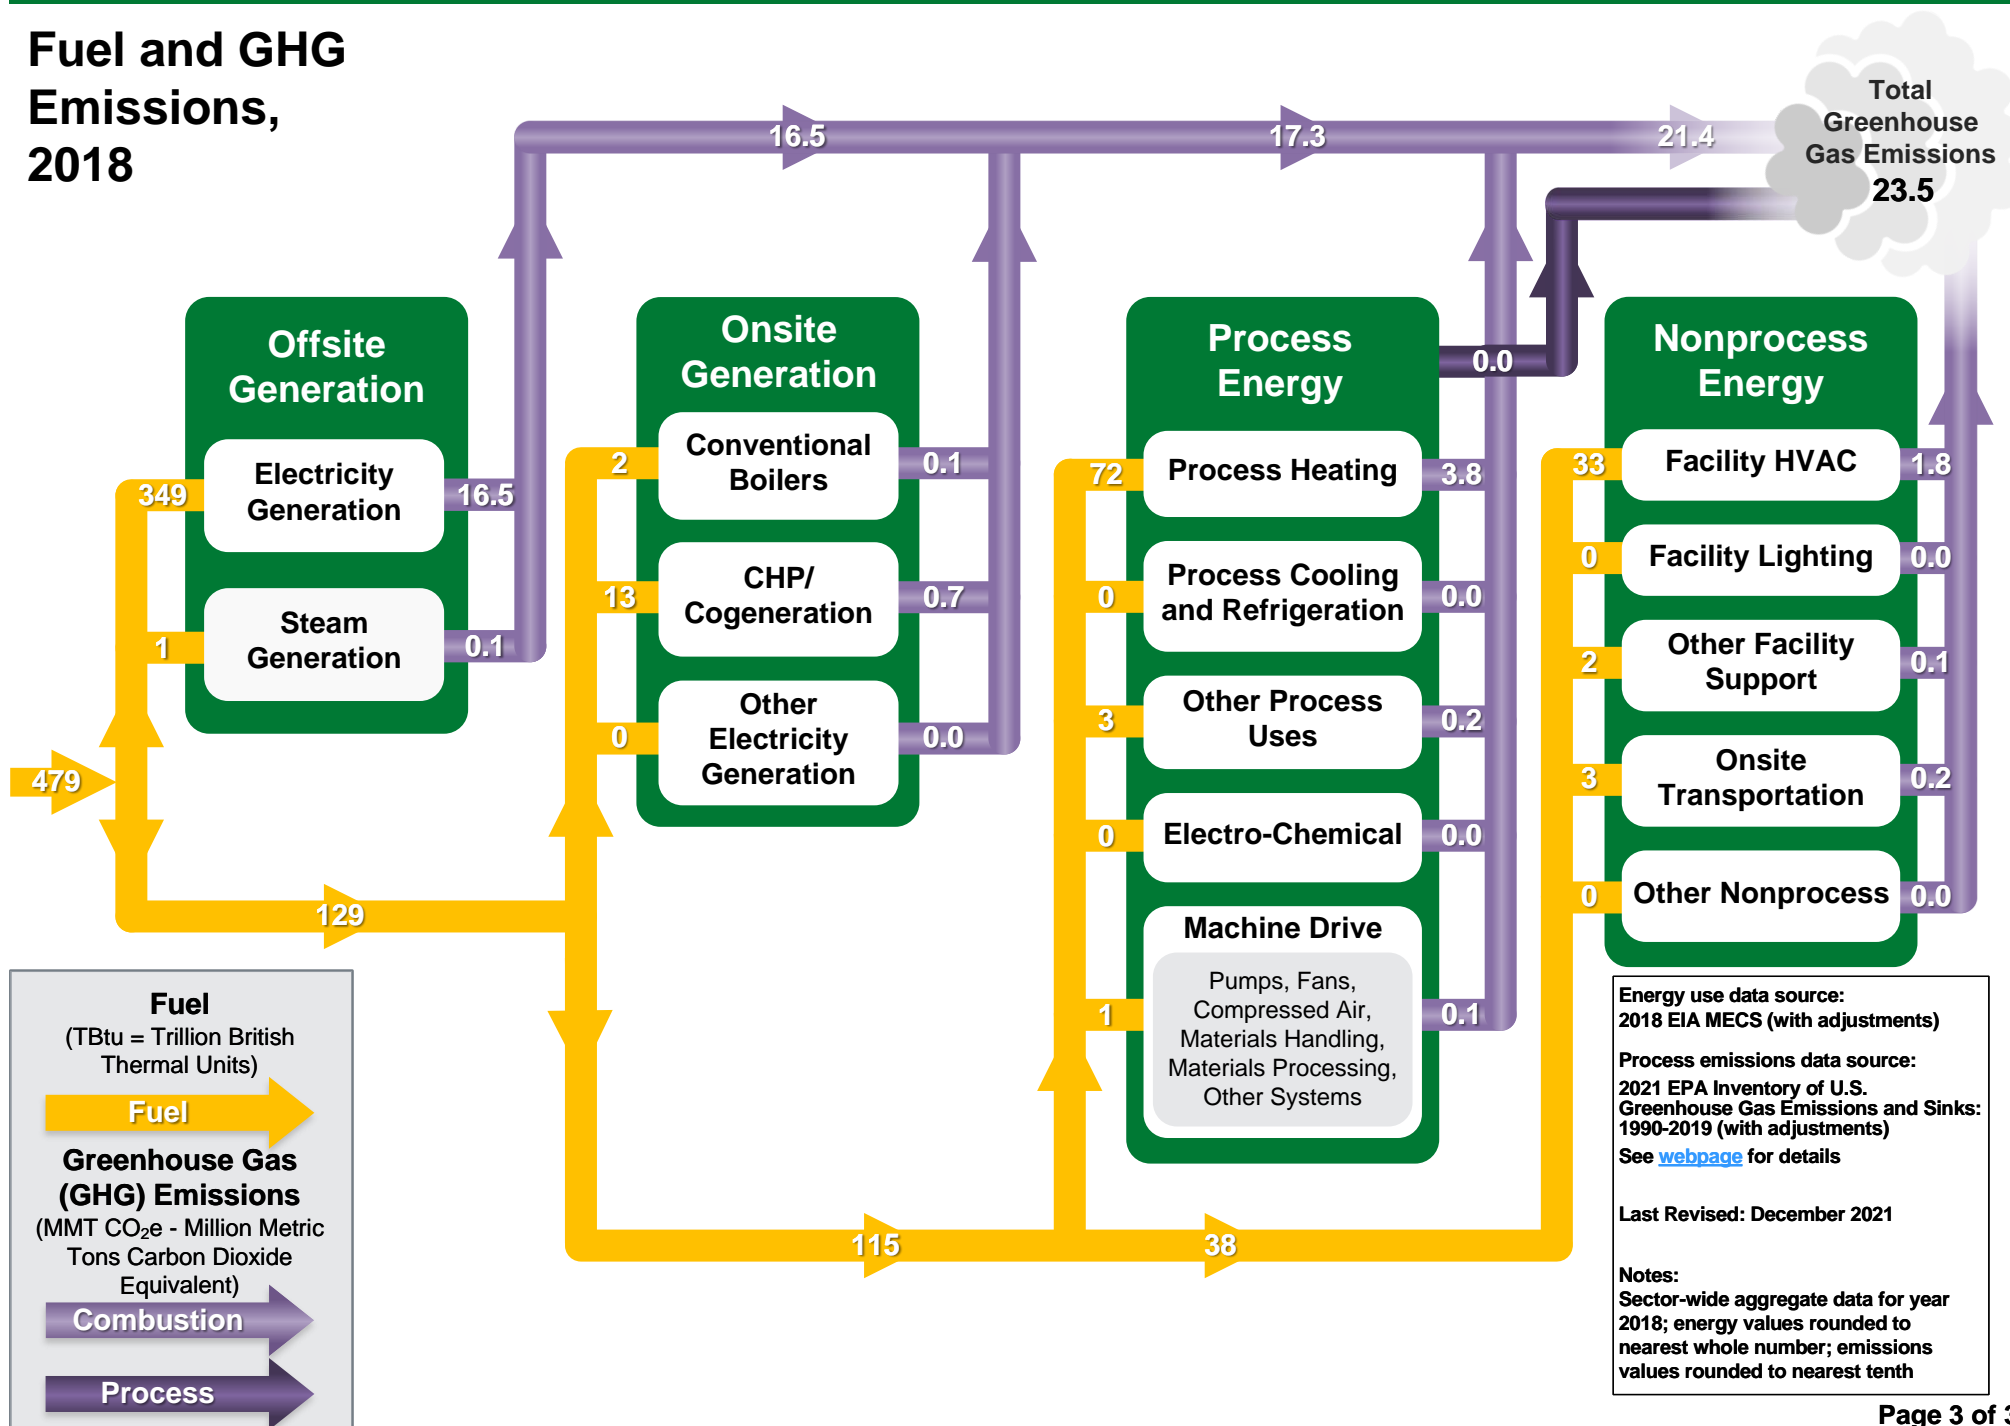 Fuel and GHG
Emissions,
2018
16.5
17.3
21.4
Total
Greenhouse
Gas Emissions
23.5
Offsite
Generation
349
Electricity
Generation
16.5
1
Steam
Generation
0.1
479
129
Onsite
Generation
2
Conventional
Boilers
0.1
13
CHP/
Cogeneration
0.7
0
Other
Electricity
Generation
0.0
Process
Energy
0.0
72
Process Heating
3.8
0
Process Cooling
and Refrigeration
0.0
3
Other Process
Uses
0.2
0
Electro-Chemical
0.0
Machine Drive
1
Pumps, Fans,
Compressed Air,
Materials Handling,
Materials Processing,
Other Systems
0.1
115
38
Nonprocess
Energy
33
Facility HVAC
1.8
0
Facility Lighting
0.0
2
Other Facility
Support
0.1
3
Onsite
Transportation
0.2
0
Other Nonprocess
0.0
Fuel
(TBtu = Trillion British
Thermal Units)
Fuel
Greenhouse Gas
(GHG) Emissions
(MMT CO₂e - Million Metric
Tons Carbon Dioxide
Equivalent)
Combustion
Process
Energy use data source:
2018 EIA MECS (with adjustments)
Process emissions data source:
2021 EPA Inventory of U.S.
Greenhouse Gas Emissions and Sinks:
1990-2019 (with adjustments)
See webpage for details
Last Revised: December 2021
Notes:
Sector-wide aggregate data for year
2018; energy values rounded to
nearest whole number; emissions
values rounded to nearest tenth
Page 3 of 3